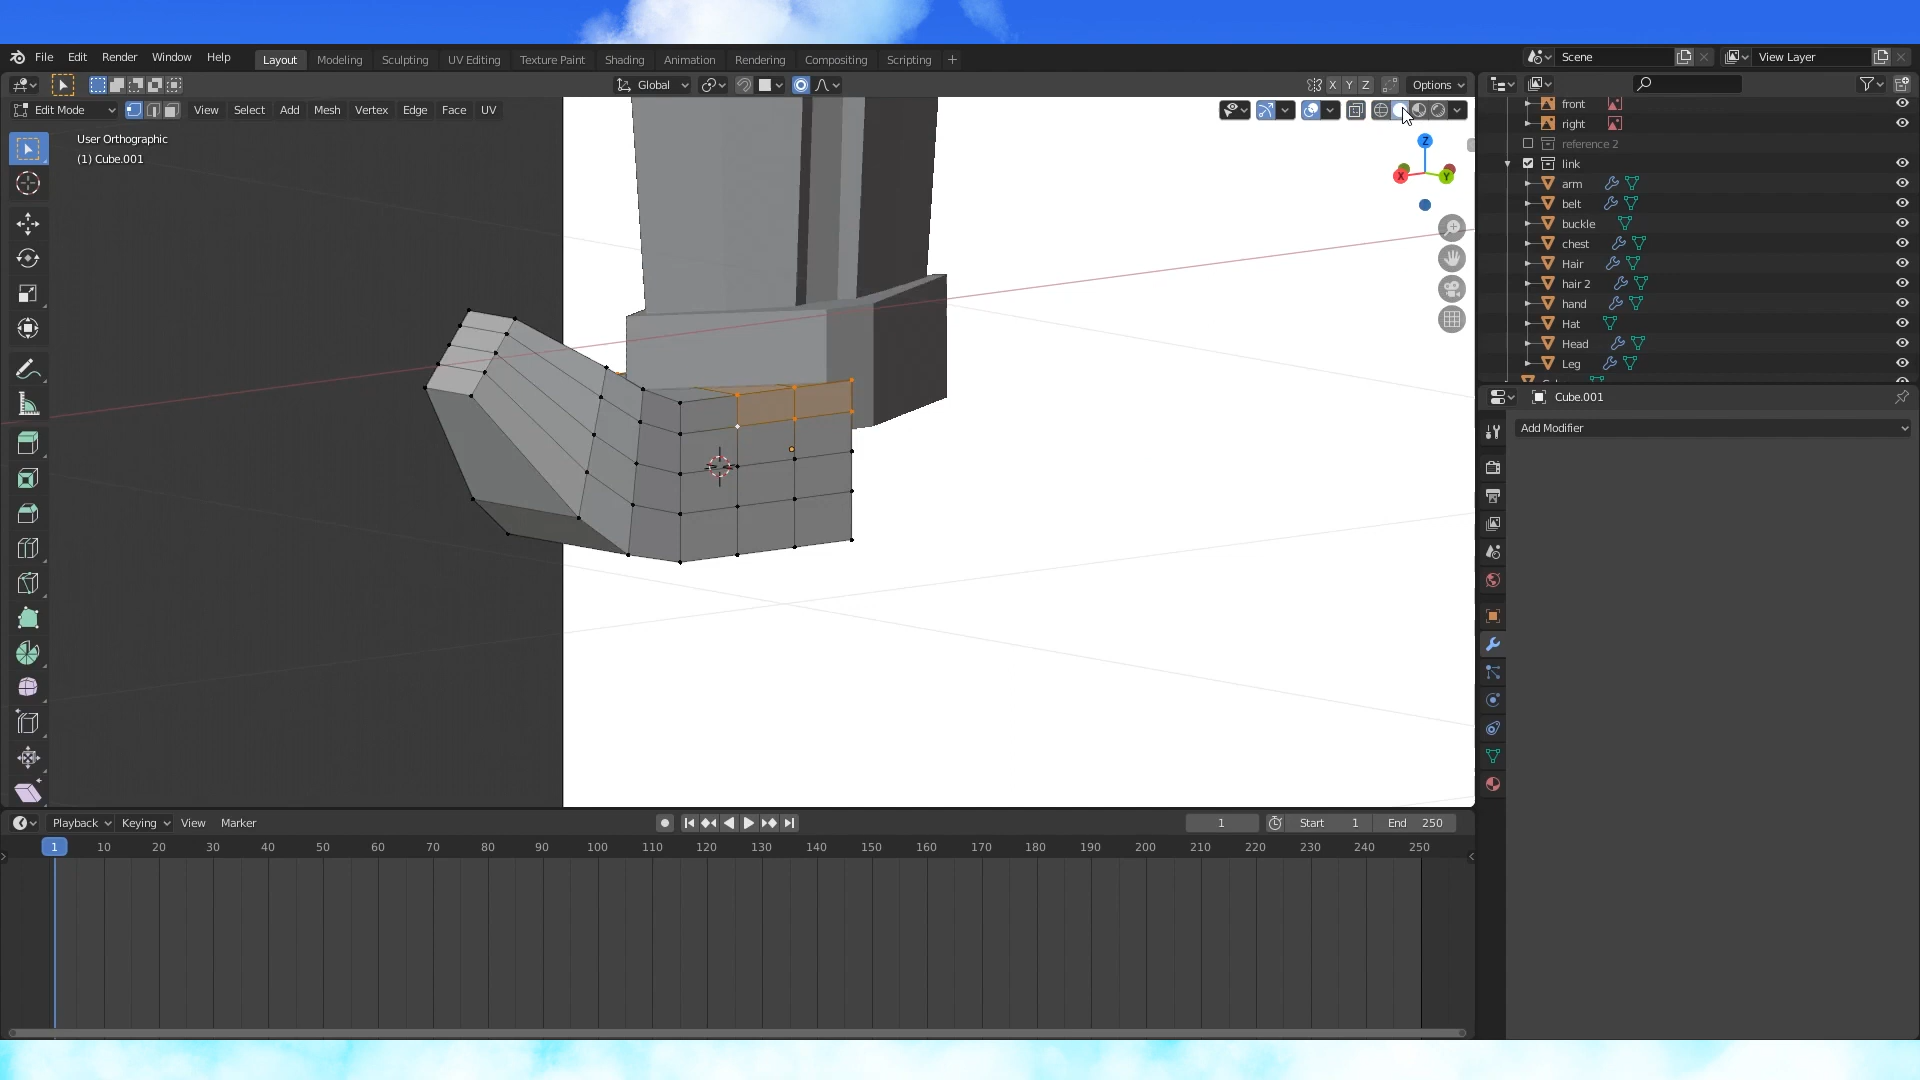 File Edit Render Window Help Layout Modeling Sculpting UV Editing Texture Paint Shading Animation Rendering Compositing Scripting + Scene View Layer
Global X Y Z Options
Edit Mode View Select Add Mesh Vertex Edge Face UV
User Orthographic
(1) Cube.001
Z
X
Y
front
right
reference 2
link
arm
belt
buckle
chest
Hair
hair 2
hand
Hat
Head
Leg
Cube.001
Add Modifier
Playback Keying View Marker 1 Start 1 End 250
1 10 20 30 40 50 60 70 80 90 100 110 120 130 140 150 160 170 180 190 200 210 220 230 240 250